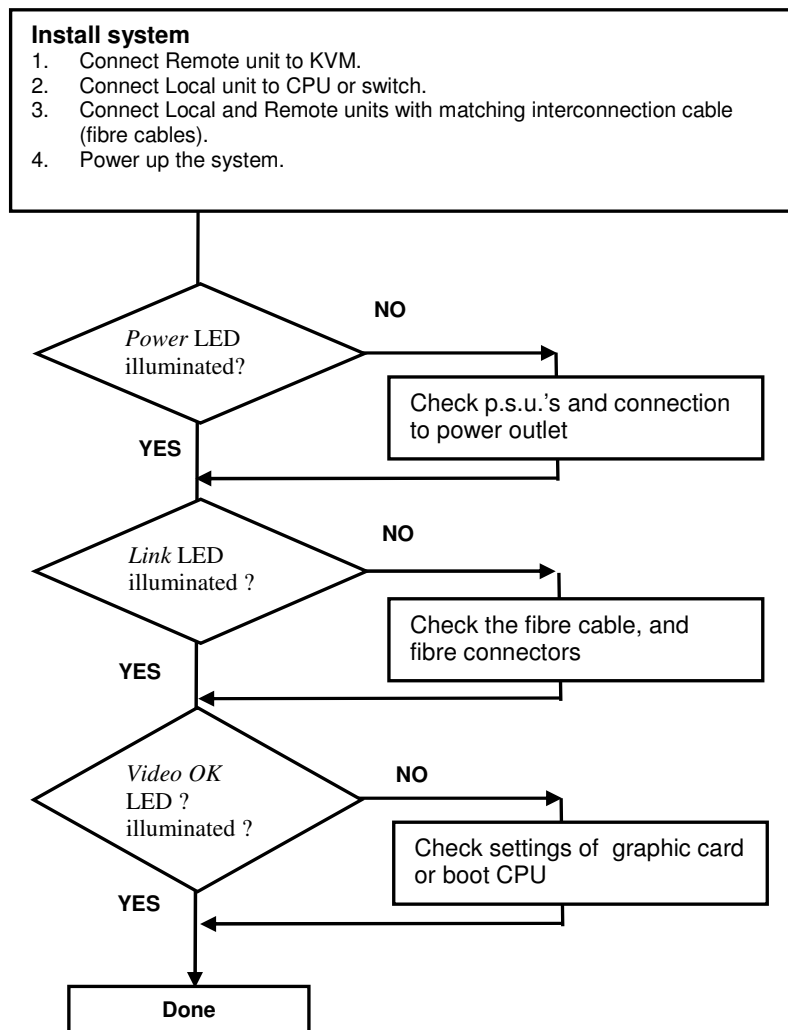 Install system
1. Connect Remote unit to KVM.
2. Connect Local unit to CPU or switch.
3. Connect Local and Remote units with matching interconnection cable
(fibre cables).
4. Power up the system.
NO
Power LED
illuminated?
Check p.s.u.'s and connection
to power outlet
YES
NO
Link LED
illuminated ?
Check the fibre cable, and
fibre connectors
YES
Video OK
LED ?
illuminated ?
NO
Check settings of graphic card
or boot CPU
YES
Done